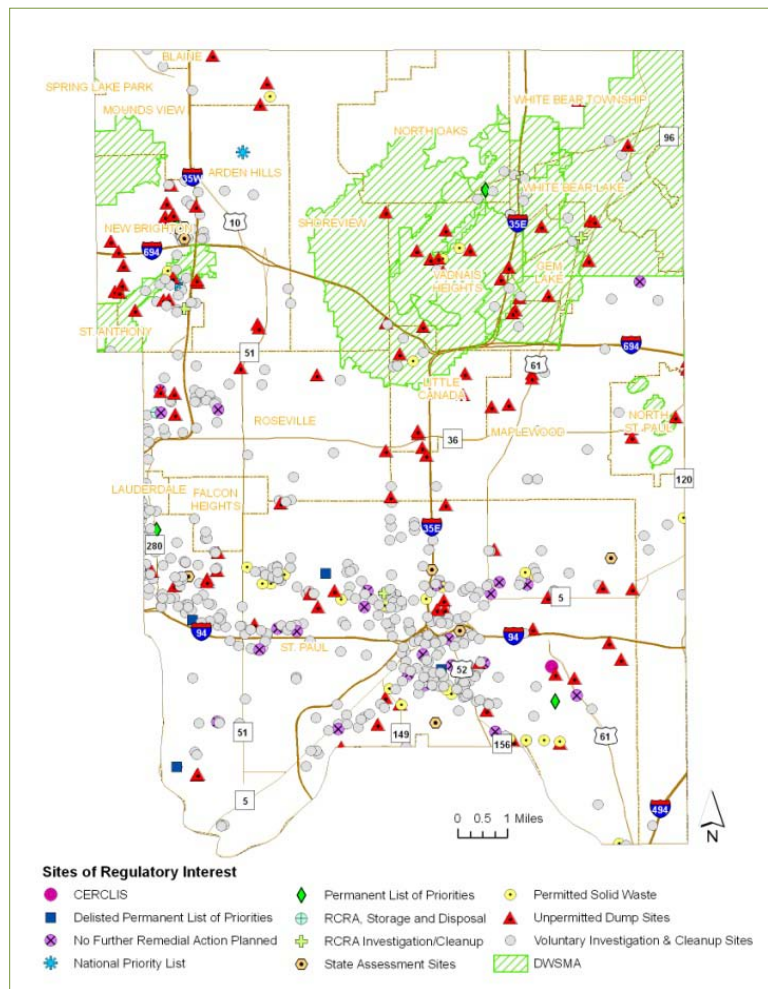 BLAINE
SPRING LAKE PARK
MOUNDS VIEW
WHITE BEAR TOWNSHIP
NORTH OAKS
96
35W
ARDEN HILLS
WHITE BEAR LAKE
10
SHOREVIEW
35E
NEW BRIGHTON
694
VADNAIS
HEIGHTS
GEM
LAKE
ST. ANTHONY
51
694
61
LITTLE
CANADA
ROSEVILLE
36
MAPLEWOOD
NORTH
ST. PAUL
120
LAUDERDALE
FALCON
HEIGHTS
35E
280
5
94
94
ST. PAUL
52
51
149
156
61
5
494
0 0.5 1 Miles
N
Sites of Regulatory Interest
CERCLIS
Permanent List of Priorities
Permitted Solid Waste
Delisted Permanent List of Priorities
RCRA, Storage and Disposal
Unpermitted Dump Sites
No Further Remedial Action Planned
RCRA Investigation/Cleanup
Voluntary Investigation & Cleanup Sites
National Priority List
State Assessment Sites
DWSMA